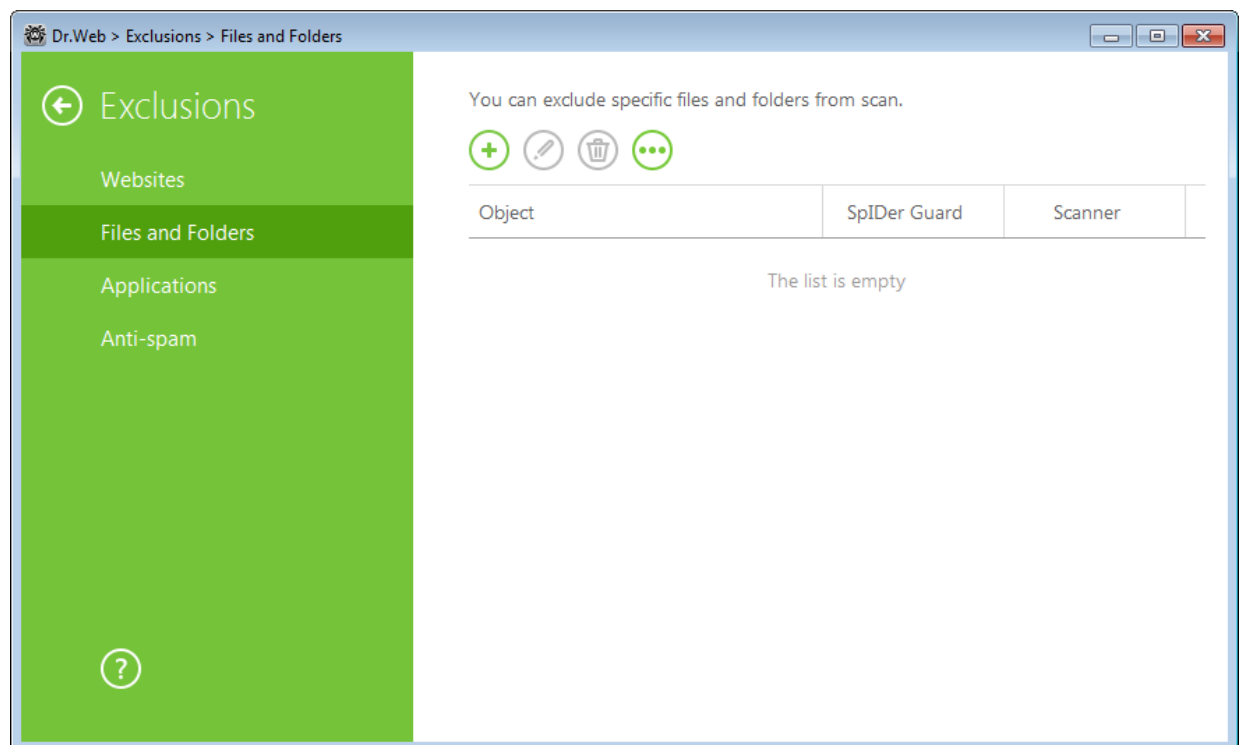 Dr.Web > Exclusions > Files and Folders
Exclusions
Websites
Files and Folders
Applications
Anti-spam
?
You can exclude specific files and folders from scan.
Object SpIDer Guard Scanner
The list is empty